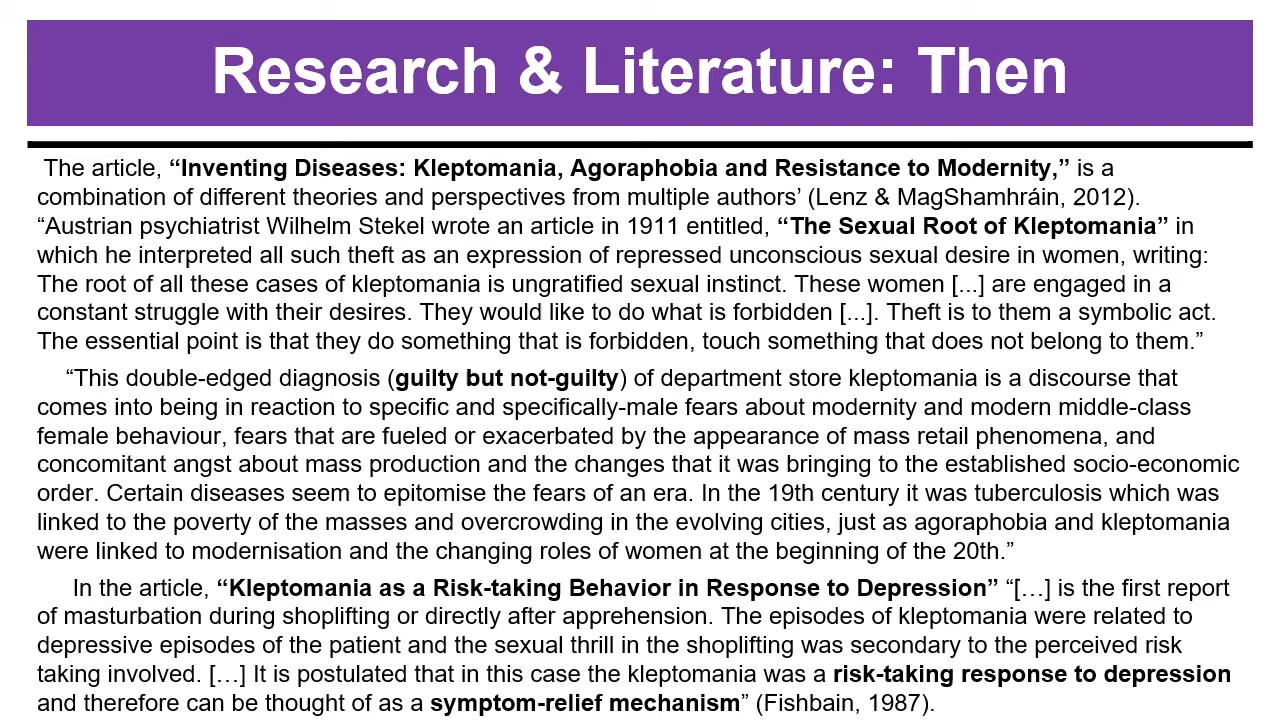 Research & Literature: Then
The article, “Inventing Diseases: Kleptomania, Agoraphobia and Resistance to Modernity,” is a
combination of different theories and perspectives from multiple authors’ (Lenz & MagShamhráin, 2012).
“Austrian psychiatrist Wilhelm Stekel wrote an article in 1911 entitled, “The Sexual Root of Kleptomania” in
which he interpreted all such theft as an expression of repressed unconscious sexual desire in women, writing:
The root of all these cases of kleptomania is ungratified sexual instinct. These women [...] are engaged in a
constant struggle with their desires. They would like to do what is forbidden [...]. Theft is to them a symbolic act.
The essential point is that they do something that is forbidden, touch something that does not belong to them.”
“This double-edged diagnosis (guilty but not-guilty) of department store kleptomania is a discourse that
comes into being in reaction to specific and specifically-male fears about modernity and modern middle-class
female behaviour, fears that are fueled or exacerbated by the appearance of mass retail phenomena, and
concomitant angst about mass production and the changes that it was bringing to the established socio-economic
order. Certain diseases seem to epitomise the fears of an era. In the 19th century it was tuberculosis which was
linked to the poverty of the masses and overcrowding in the evolving cities, just as agoraphobia and kleptomania
were linked to modernisation and the changing roles of women at the beginning of the 20th.”
In the article, “Kleptomania as a Risk-taking Behavior in Response to Depression” “[…] is the first report
of masturbation during shoplifting or directly after apprehension. The episodes of kleptomania were related to
depressive episodes of the patient and the sexual thrill in the shoplifting was secondary to the perceived risk
taking involved. […] It is postulated that in this case the kleptomania was a risk-taking response to depression
and therefore can be thought of as a symptom-relief mechanism” (Fishbain, 1987).